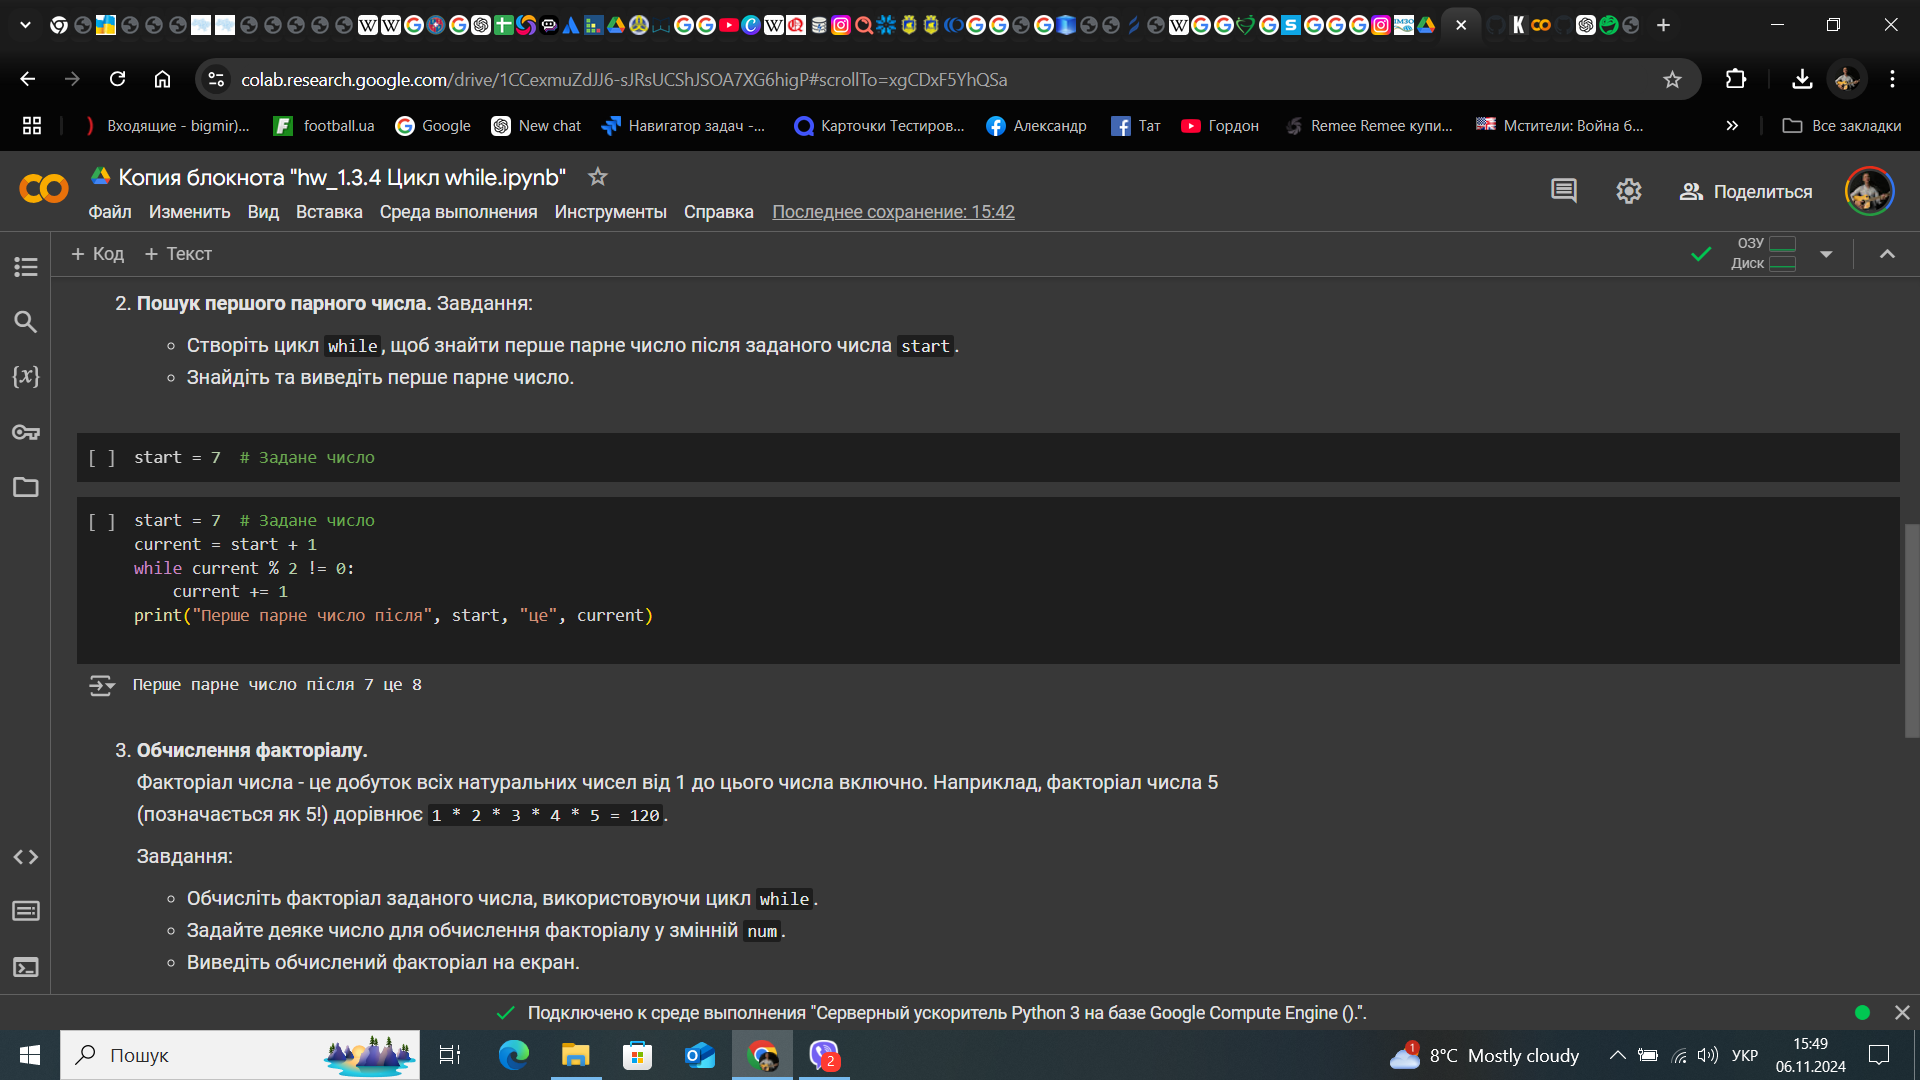 colab.research.google.com/drive/1CCexmuZdJJ6-sJRsUCShJSOA7XG6higP#scrollTo=xgCDxF5YhQSa
Входящие - bigmir)... football.ua Google New chat Навигатор задач -... Карточки Тестиров... Александр Тат Гордон Remee Remee купи... Мстители: Война б... » Все закладки
Копия блокнота "hw_1.3.4 Цикл while.ipynb"
Файл Изменить Вид Вставка Среда выполнения Инструменты Справка Последнее сохранение: 15:42
Поделиться
+ Код + Текст
ОЗУ
Диск
2. Пошук першого парного числа. Завдання:
Створіть цикл while, щоб знайти перше парне число після заданого числа start.
Знайдіть та виведіть перше парне число.
[ ] start = 7 # Задане число
[ ] start = 7 # Задане число
current = start + 1
while current % 2 != 0:
current += 1
print("Перше парне число після", start, "це", current)
Перше парне число після 7 це 8
3. Обчислення факторіалу.
Факторіал числа - це добуток всіх натуральних чисел від 1 до цього числа включно. Наприклад, факторіал числа 5
(позначається як 5!) дорівнює 1 * 2 * 3 * 4 * 5 = 120.
Завдання:
Обчисліть факторіал заданого числа, використовуючи цикл while.
Задайте деяке число для обчислення факторіалу у змінній num.
Виведіть обчислений факторіал на екран.
Подключено к среде выполнения "Серверный ускоритель Python 3 на базе Google Compute Engine ().".
Пошук
2
1
8°C Mostly cloudy
УКР
15:49
06.11.2024